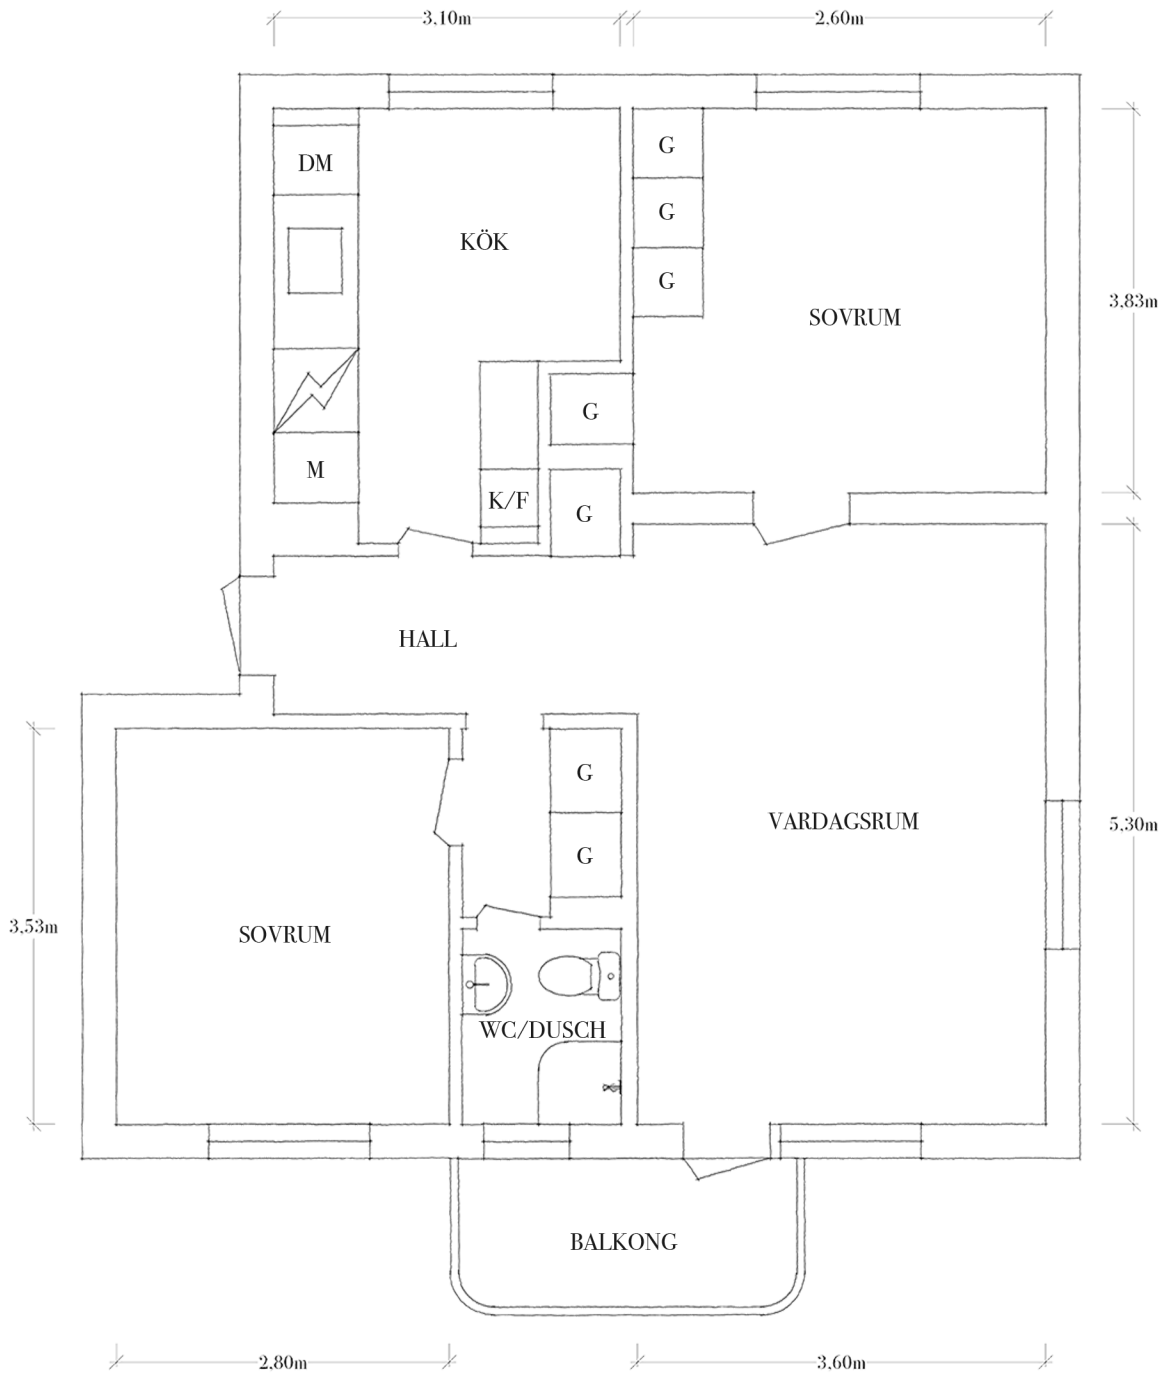 3,10m
2,60m
G
DM
G
KÖK
G
3,83m
SOVRUM
G
M
K/F
G
HALL
G
VARDAGSRUM
5,30m
G
3,53m
SOVRUM
WC/DUSCH
BALKONG
2,80m
3,60m